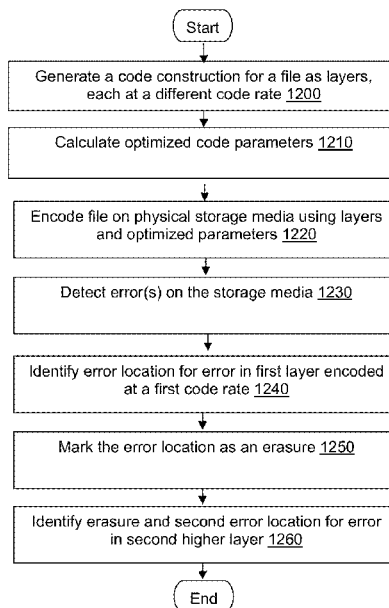 Start
Generate a code construction for a file as layers,
each at a different code rate 1200
Calculate optimized code parameters 1210
Encode file on physical storage media using layers
and optimized parameters 1220
Detect error(s) on the storage media 1230
Identify error location for error in first layer encoded
at a first code rate 1240
Mark the error location as an erasure 1250
Identify erasure and second error location for error
in second higher layer 1260
End